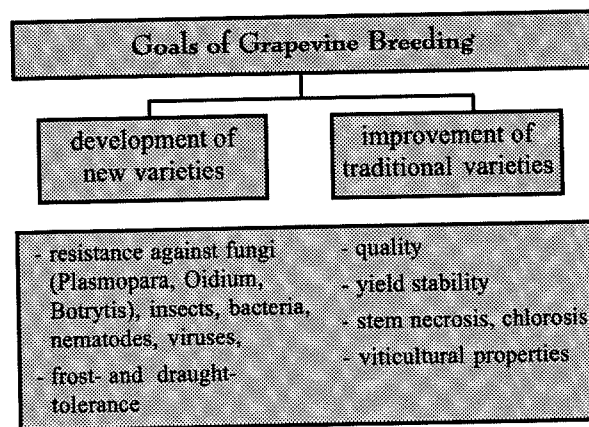 Goals of Grapevine Breeding
development of
new varieties
improvement of
traditional varieties
- resistance against fungi
(Plasmopara, Oidium,
Botrytis), insects, bacteria,
nematodes, viruses,
- frost- and draught-
tolerance
- quality
- yield stability
- stem necrosis, chlorosis
- viticultural properties